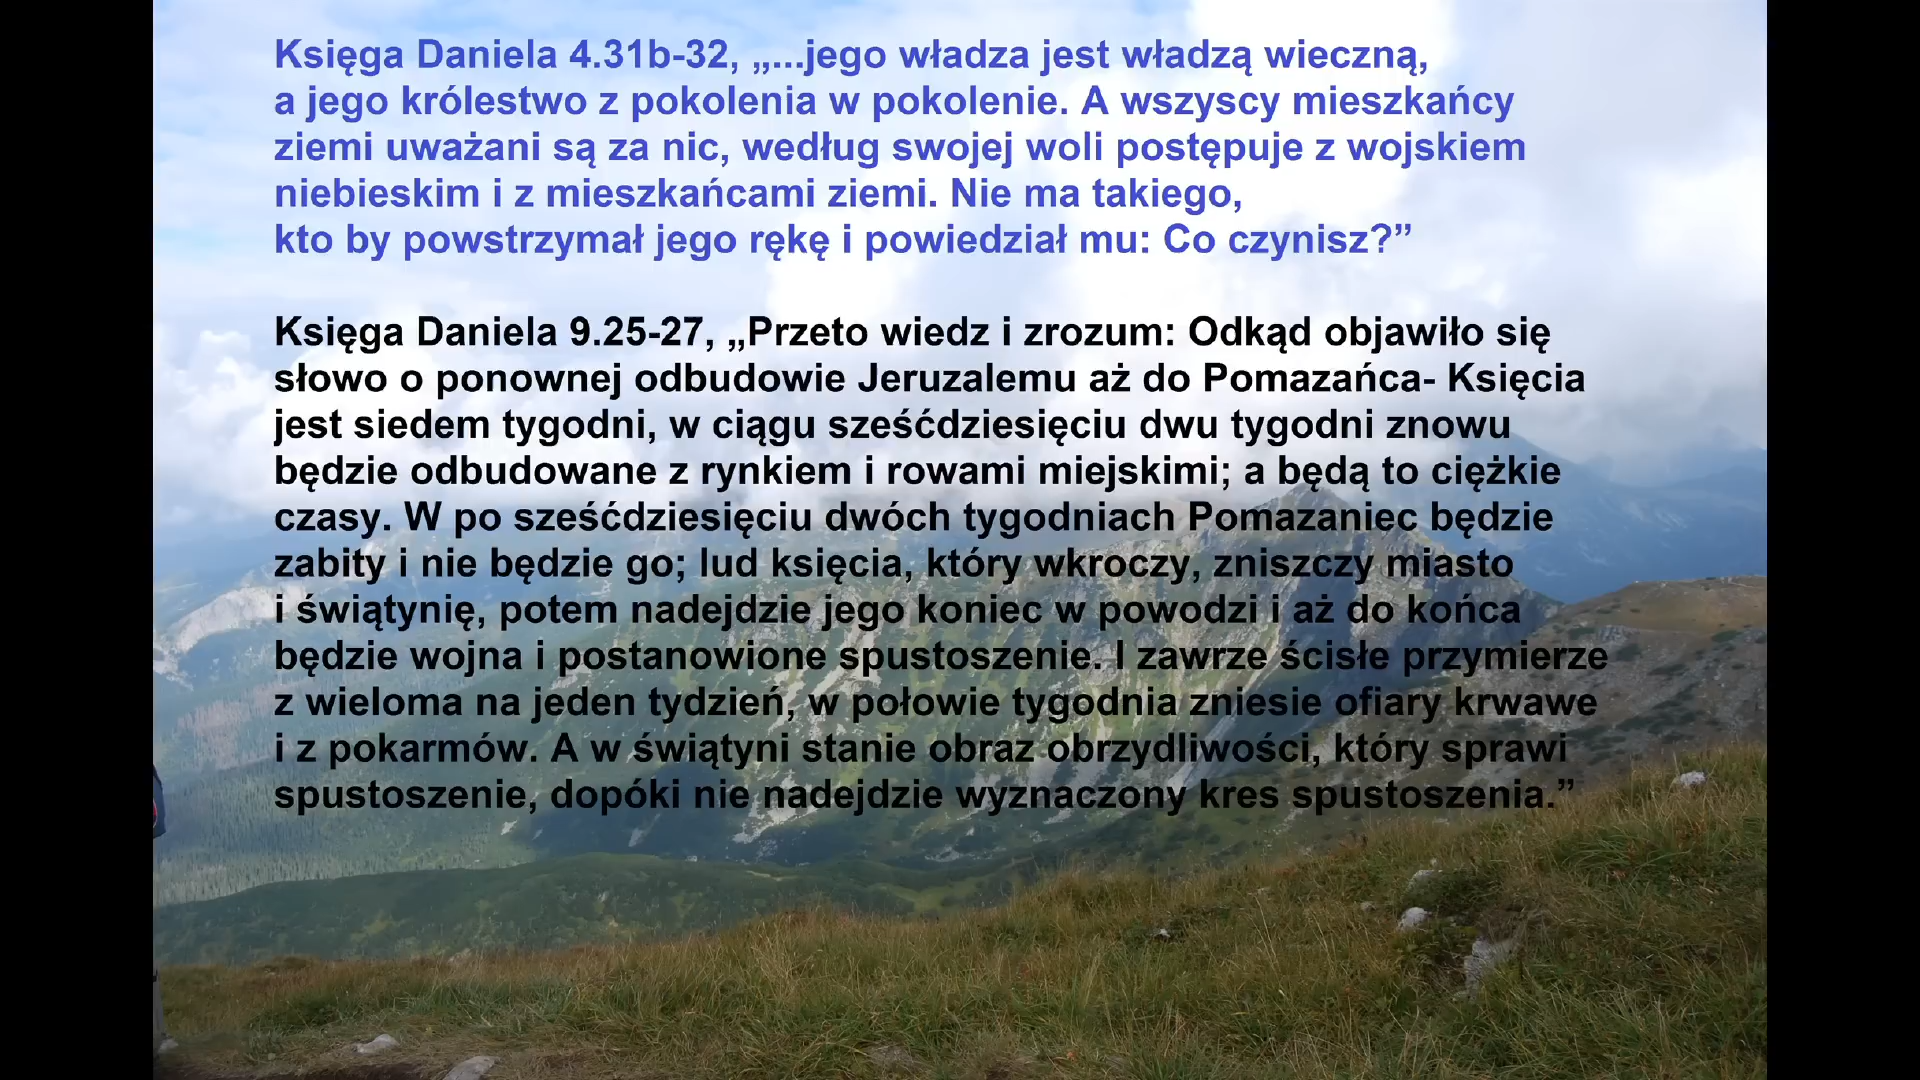 Księga Daniela 4.31b-32, „...jego władza jest władzą wieczną,
a jego królestwo z pokolenia w pokolenie. A wszyscy mieszkańcy
ziemi uważani są za nic, według swojej woli postępuje z wojskiem
niebieskim i z mieszkańcami ziemi. Nie ma takiego,
kto by powstrzymał jego rękę i powiedział mu: Co czynisz?”
Księga Daniela 9.25-27, „Przeto wiedz i zrozum: Odkąd objawiło się
słowo o ponownej odbudowie Jeruzalemu aż do Pomazańca- Księcia
jest siedem tygodni, w ciągu sześćdziesięciu dwu tygodni znowu
będzie odbudowane z rynkiem i rowami miejskimi; a będą to ciężkie
czasy. W po sześćdziesięciu dwóch tygodniach Pomazaniec będzie
zabity i nie będzie go; lud księcia, który wkroczy, zniszczy miasto
i świątynię, potem nadejdzie jego koniec w powodzi i aż do końca
będzie wojna i postanowione spustoszenie. I zawrze ścisłe przymierze
z wieloma na jeden tydzień, w połowie tygodnia zniesie ofiary krwawe
i z pokarmów. A w świątyni stanie obraz obrzydliwości, który sprawi
spustoszenie, dopóki nie nadejdzie wyznaczony kres spustoszenia.”